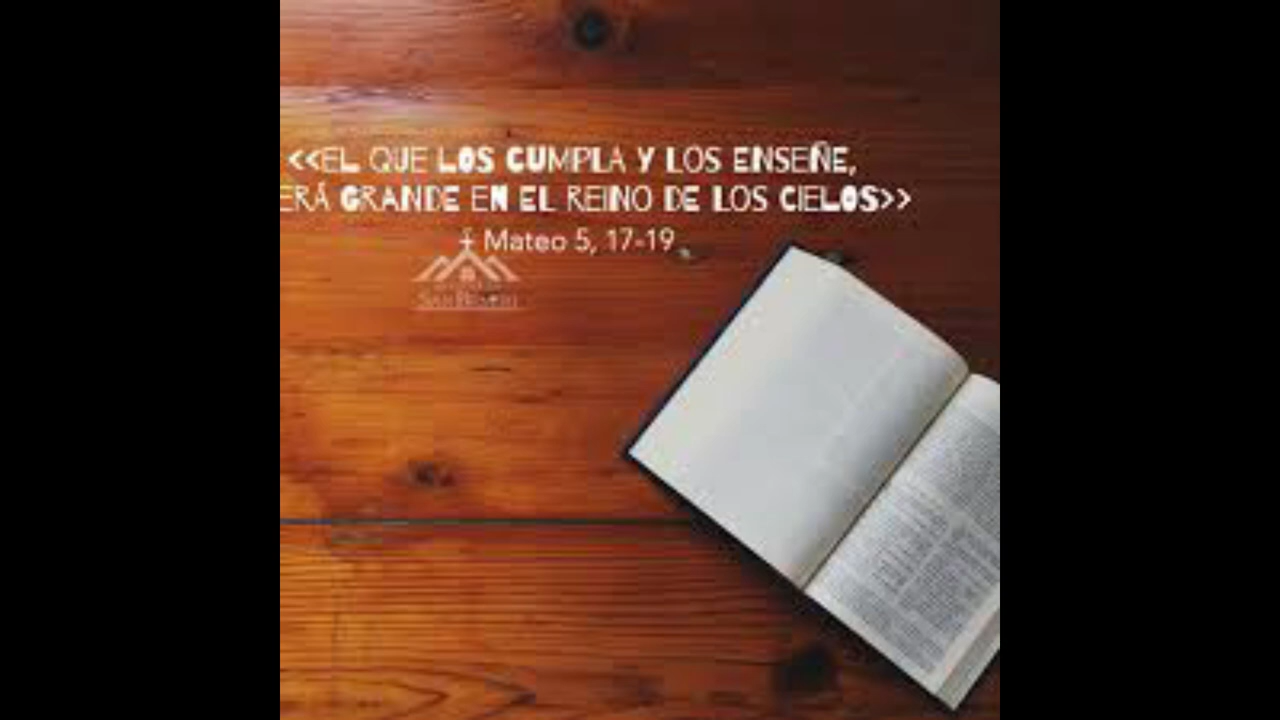 <<EL QUE LOS CUMPLA Y LOS ENSEÑE,
ERÁ GRANDE EN EL REINO DE LOS CIELOS>>
Mateo 5, 17-19